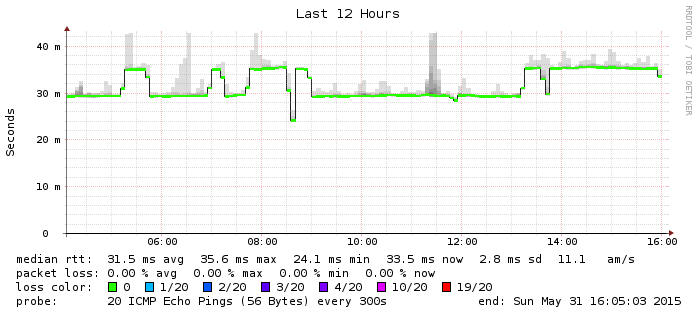 Last 12 Hours
RRDTOOL / TOBI OETIKER
Seconds
40 m
30 m
20 m
10 m
0
06:00 08:00 10:00 12:00 14:00 16:00
median rtt: 31.5 ms avg 35.6 ms max 24.1 ms min 33.5 ms now 2.8 ms sd 11.1 am/s
packet loss: 0.00 % avg 0.00 % max 0.00 % min 0.00 % now
loss color: 0 1/20 2/20 3/20 4/20 10/20 19/20
probe: 20 ICMP Echo Pings (56 Bytes) every 300s end: Sun May 31 16:05:03 2015